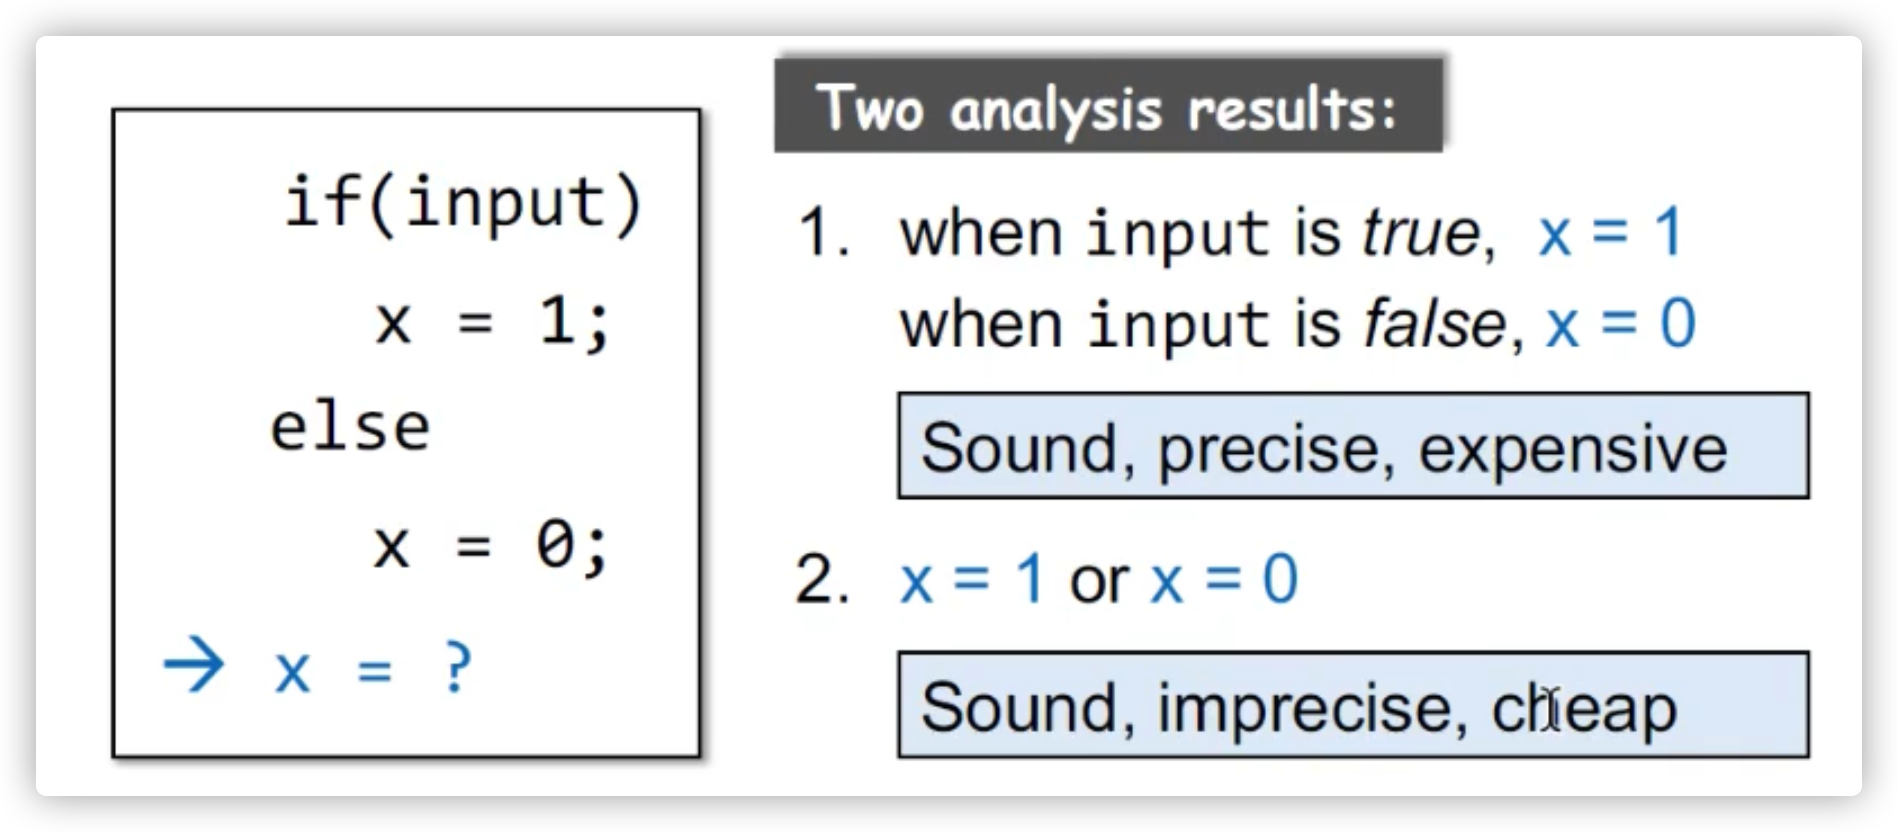 if(input)
x = 1;
else
x = 0;
→ x = ?
Two analysis results:
1. when input is true, x = 1
when input is false, x = 0
Sound, precise, expensive
2. x = 1 or x = 0
Sound, imprecise, cheap